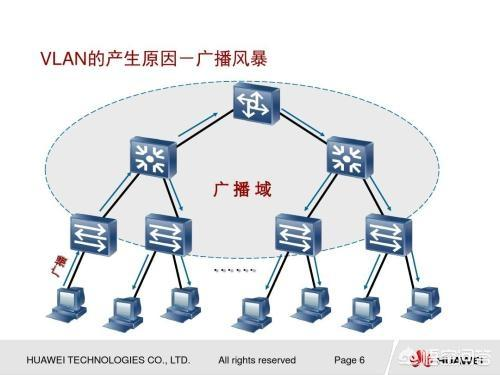 VLAN的产生原因－广播风暴
广播域
广播
......
HUAWEI TECHNOLOGIES CO., LTD.
All rights reserved
Page 6
HUAWEI